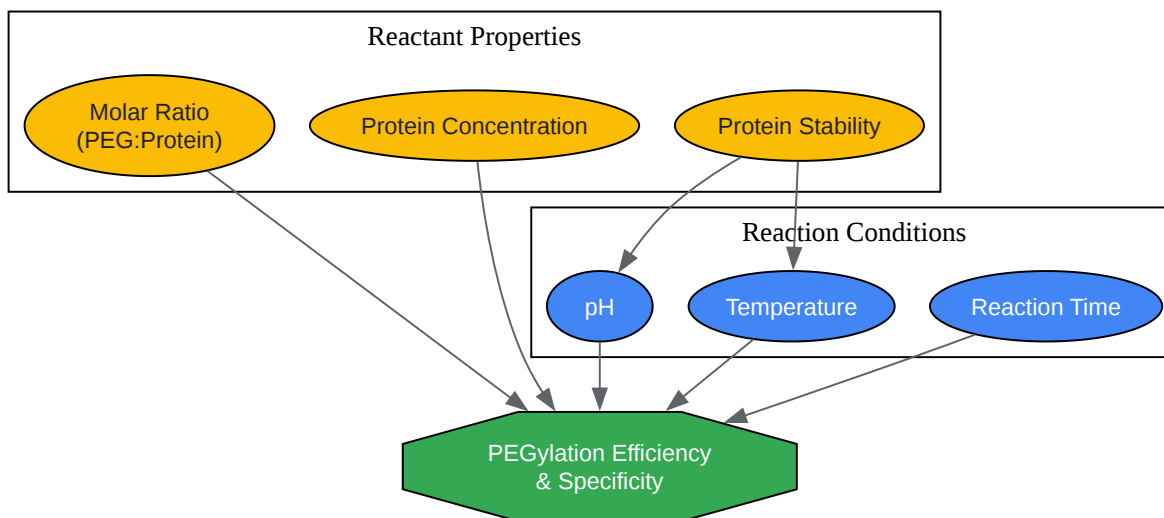 Reactant Properties
Molar Ratio
(PEG:Protein)
Protein Concentration
Protein Stability
Reaction Conditions
pH
Temperature
Reaction Time
PEGylation Efficiency
& Specificity